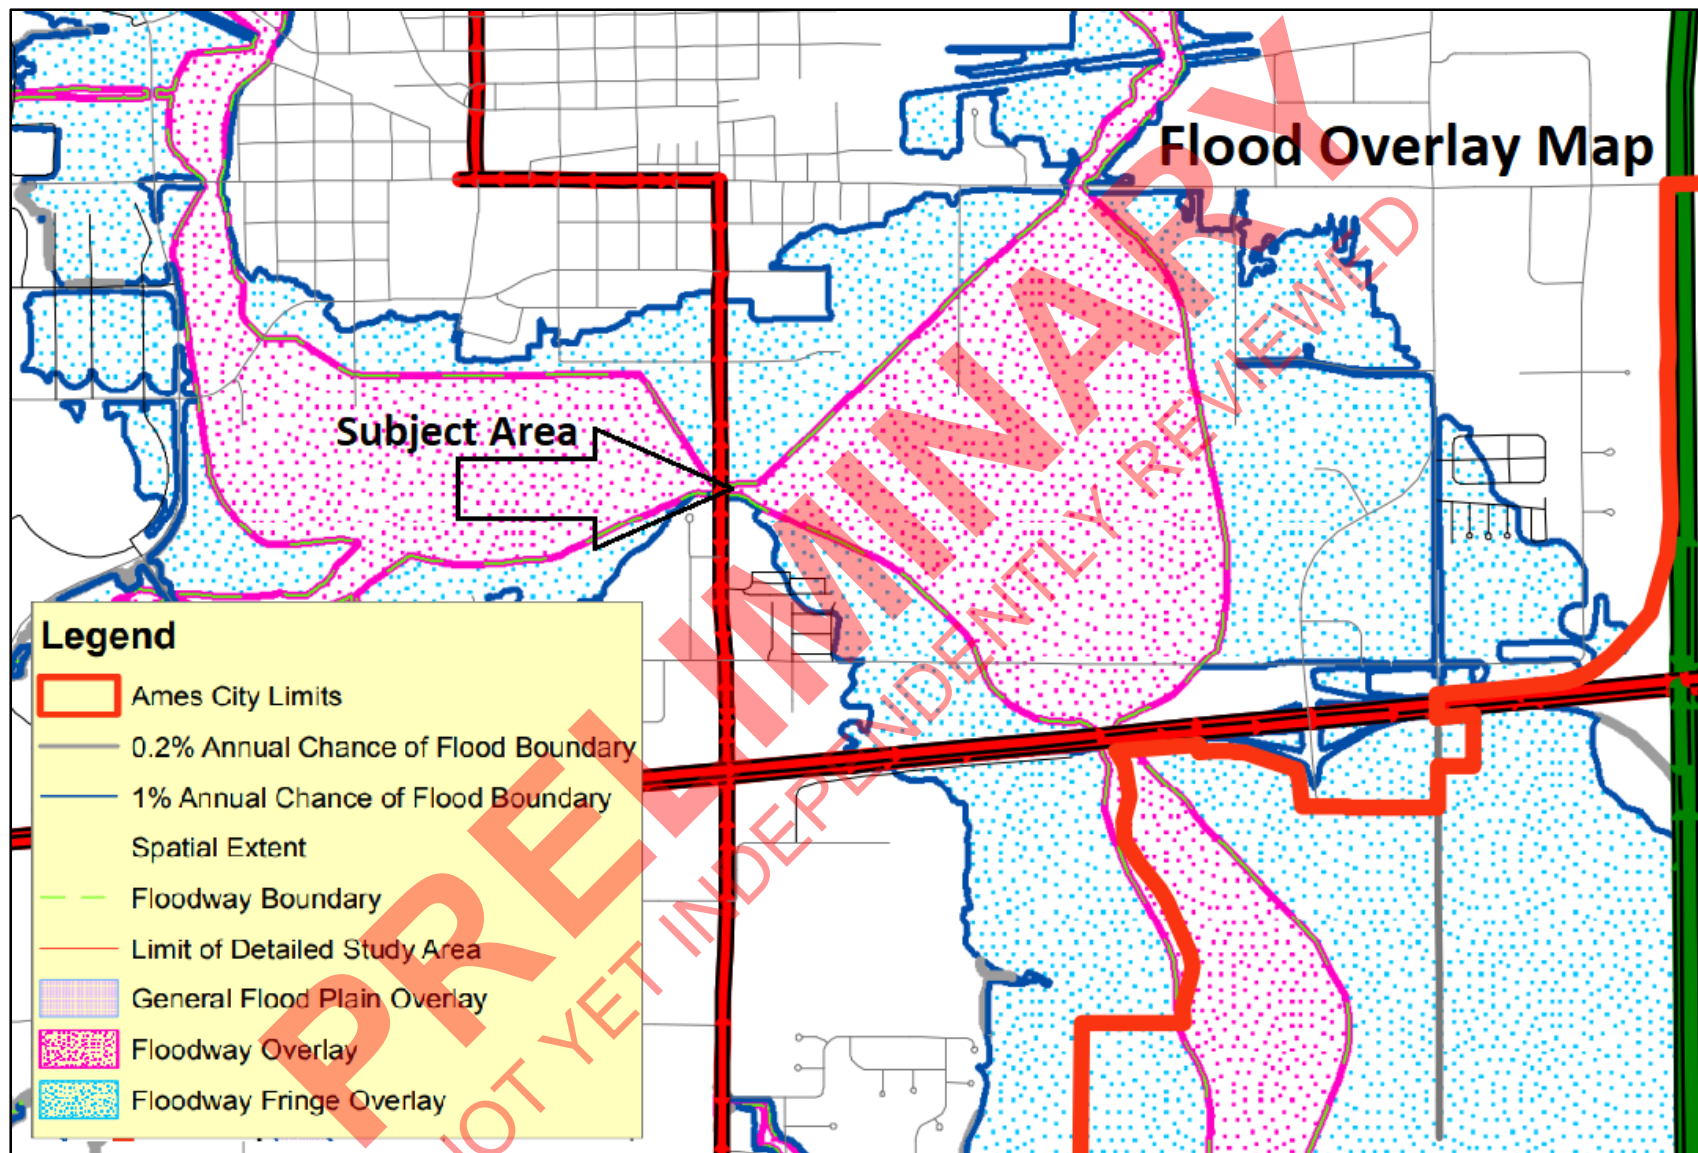 Flood Overlay Map
Subject Area
Legend
Ames City Limits
0.2% Annual Chance of Flood Boundary
1% Annual Chance of Flood Boundary
Spatial Extent
Floodway Boundary
Limit of Detailed Study Area
General Flood Plain Overlay
Floodway Overlay
Floodway Fringe Overlay
PRELIMINARY
NOT YET INDEPENDENTLY REVIEWED